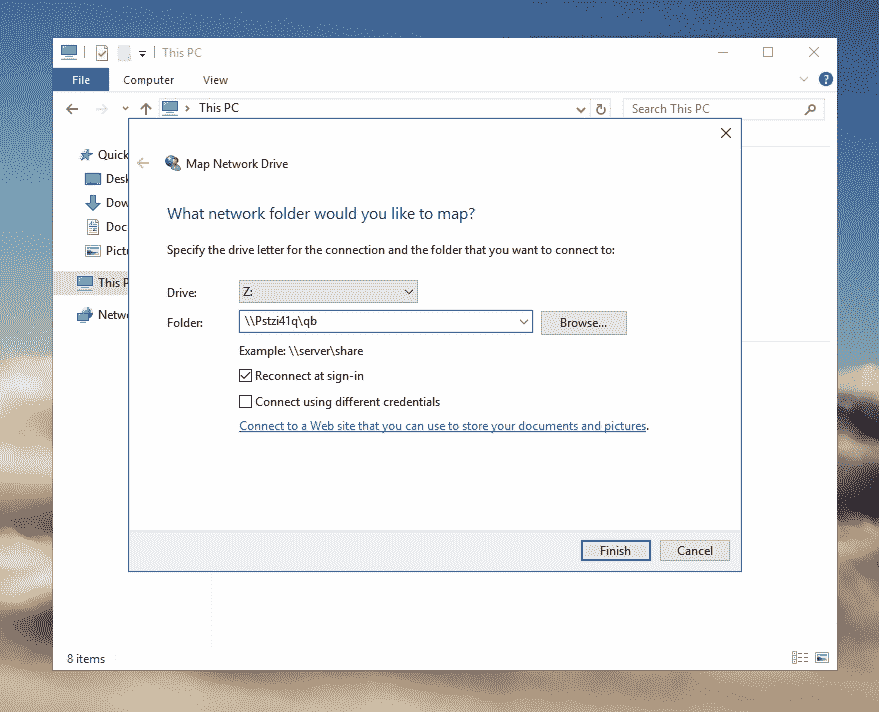 This PC
File Computer View
This PC
Search This PC
Quick
Desk
Dow
Doc
Pictu
This P
Netwo
Map Network Drive
What network folder would you like to map?
Specify the drive letter for the connection and the folder that you want to connect to:
Drive: Z:
Folder: \\Pstzi41q\qb Browse...
Example: \\server\share
Reconnect at sign-in
Connect using different credentials
Connect to a Web site that you can use to store your documents and pictures.
Finish Cancel
8 items